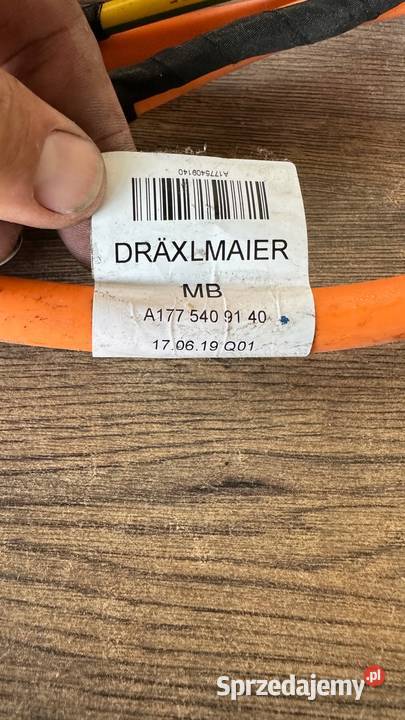 A1775409140
DRÄXLMAIER
MB
A177 540 91 40
17.06.19 Q01
Sprzedajemy.pl